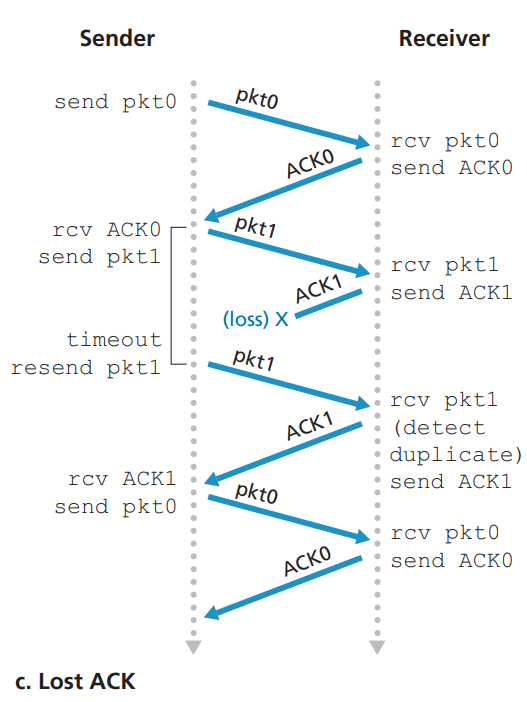 Sender
Receiver
send pkt0
pkt0
rcv pkt0
send ACK0
ACK0
rcv ACK0
send pkt1
pkt1
rcv pkt1
send ACK1
ACK1
(loss) X
timeout
resend pkt1
pkt1
rcv pkt1
(detect
duplicate)
send ACK1
ACK1
rcv ACK1
send pkt0
pkt0
rcv pkt0
send ACK0
ACK0
c. Lost ACK